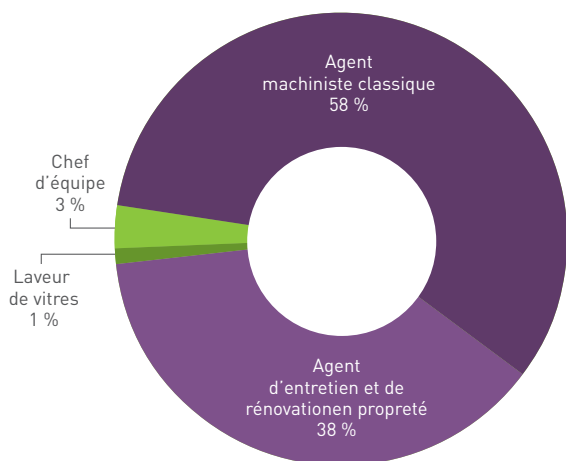 Agent
machiniste classique
58 %
Chef
d'équipe
3 %
Laveur
de vitres
1 %
Agent
d'entretien et de
rénovationen propreté
38 %